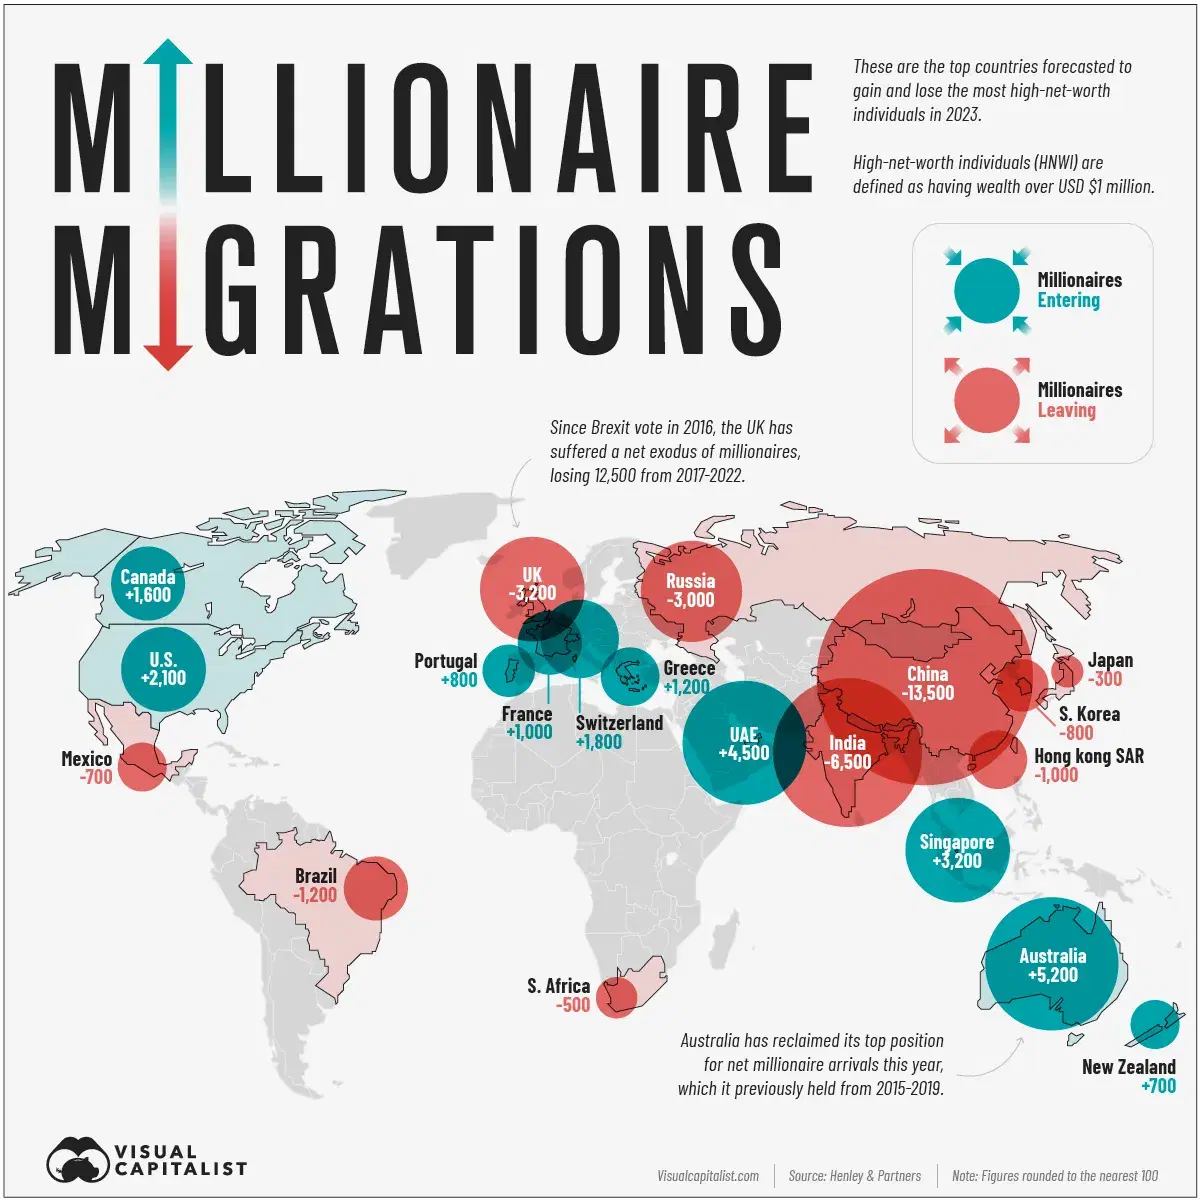 MILLIONAIRE
MIGRATIONS
These are the top countries forecasted to
gain and lose the most high-net-worth
individuals in 2023.
High-net-worth individuals (HNWI) are
defined as having wealth over USD $1 million.
Millionaires
Entering
Millionaires
Leaving
Since Brexit vote in 2016, the UK has
suffered a net exodus of millionaires,
losing 12,500 from 2017-2022.
Canada
+1,600
U.S.
+2,100
Mexico
-700
Brazil
-1,200
UK
-3,200
Russia
-3,000
Portugal
+800
France
+1,000
Switzerland
+1,800
Greece
+1,200
UAE
+4,500
India
-6,500
China
-13,500
Japan
-300
S. Korea
-800
Hong kong SAR
-1,000
Singapore
+3,200
Australia
+5,200
S. Africa
-500
New Zealand
+700
Australia has reclaimed its top position
for net millionaire arrivals this year,
which it previously held from 2015-2019.
VISUAL
CAPITALIST
Visualcapitalist.com
Source: Henley & Partners
Note: Figures rounded to the nearest 100